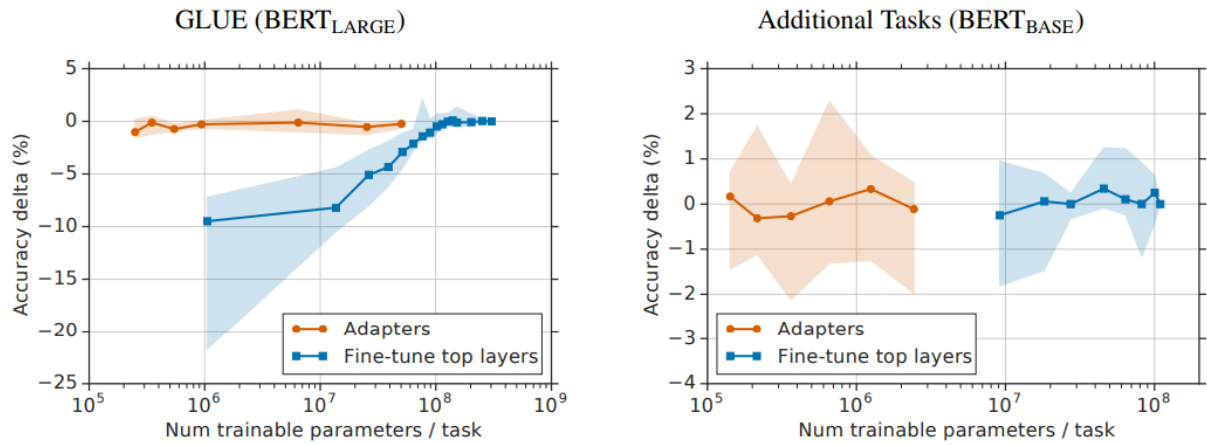 GLUE (BERT_LARGE)
5
0
−5
−10
−15
−20
−25
Accuracy delta (%)
Adapters
Fine-tune top layers
10^5
10^6
10^7
10^8
10^9
Num trainable parameters / task
Additional Tasks (BERT_BASE)
3
2
1
0
−1
−2
−3
−4
Accuracy delta (%)
Adapters
Fine-tune top layers
10^5
10^6
10^7
10^8
Num trainable parameters / task